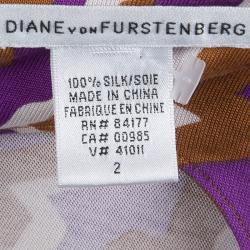 DIANE VON FURSTENBERG
100% SILK/SOIE
MADE IN CHINA
FABRIQUE EN CHINE
RN# 84177
CA# 00985
V# 41011
2